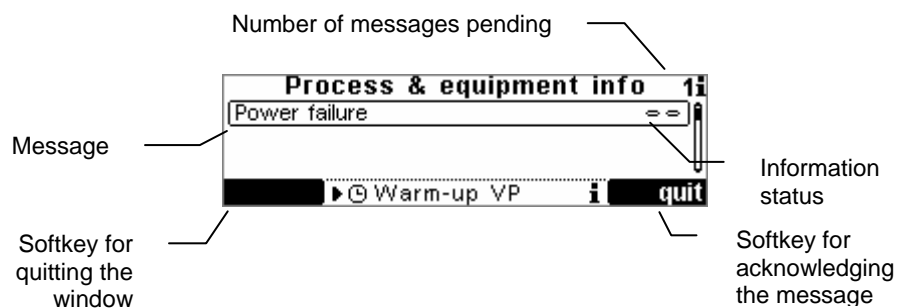 Number of messages pending
Process & equipment info 1i
Power failure
Message
Information
status
Warm-up VP i quit
Softkey for
quitting the
window
Softkey for
acknowledging
the message